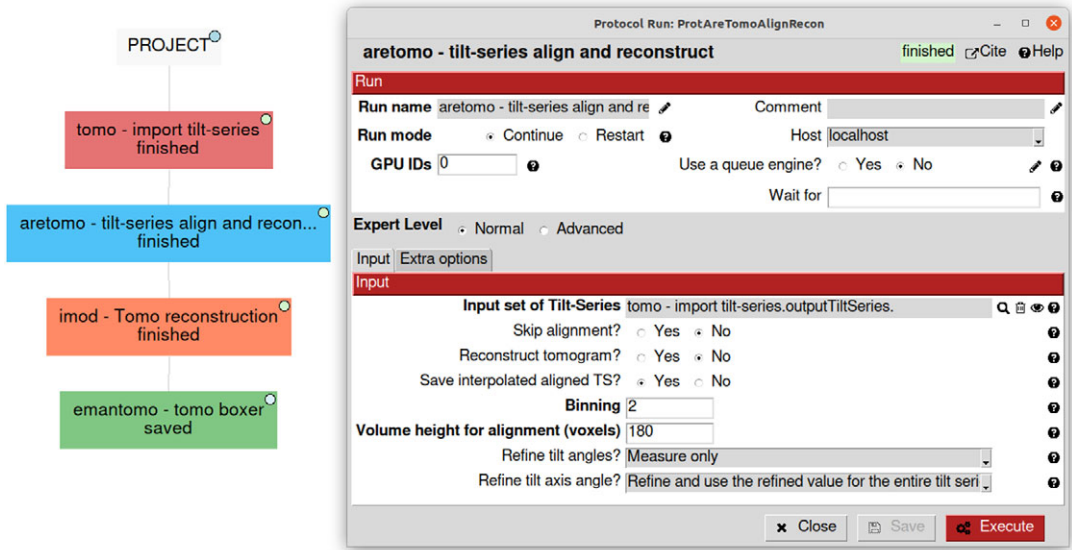 PROJECT
tomo - import tilt-series
finished
aretomo - tilt-series align and recon...
finished
imod - Tomo reconstruction
finished
emantomo - tomo boxer
saved
Protocol Run: ProtAreTomoAlignRecon
aretomo - tilt-series align and reconstruct finished Cite Help
Run
Run name aretomo - tilt-series align and re Comment
Run mode Continue Restart Host localhost
GPU IDs 0 Use a queue engine? Yes No
Wait for
Expert Level Normal Advanced
Input Extra options
Input
Input set of Tilt-Series tomo - import tilt-series.outputTiltSeries.
Skip alignment? Yes No
Reconstruct tomogram? Yes No
Save interpolated aligned TS? Yes No
Binning 2
Volume height for alignment (voxels) 180
Refine tilt angles? Measure only
Refine tilt axis angle? Refine and use the refined value for the entire tilt seri
Close Save Execute